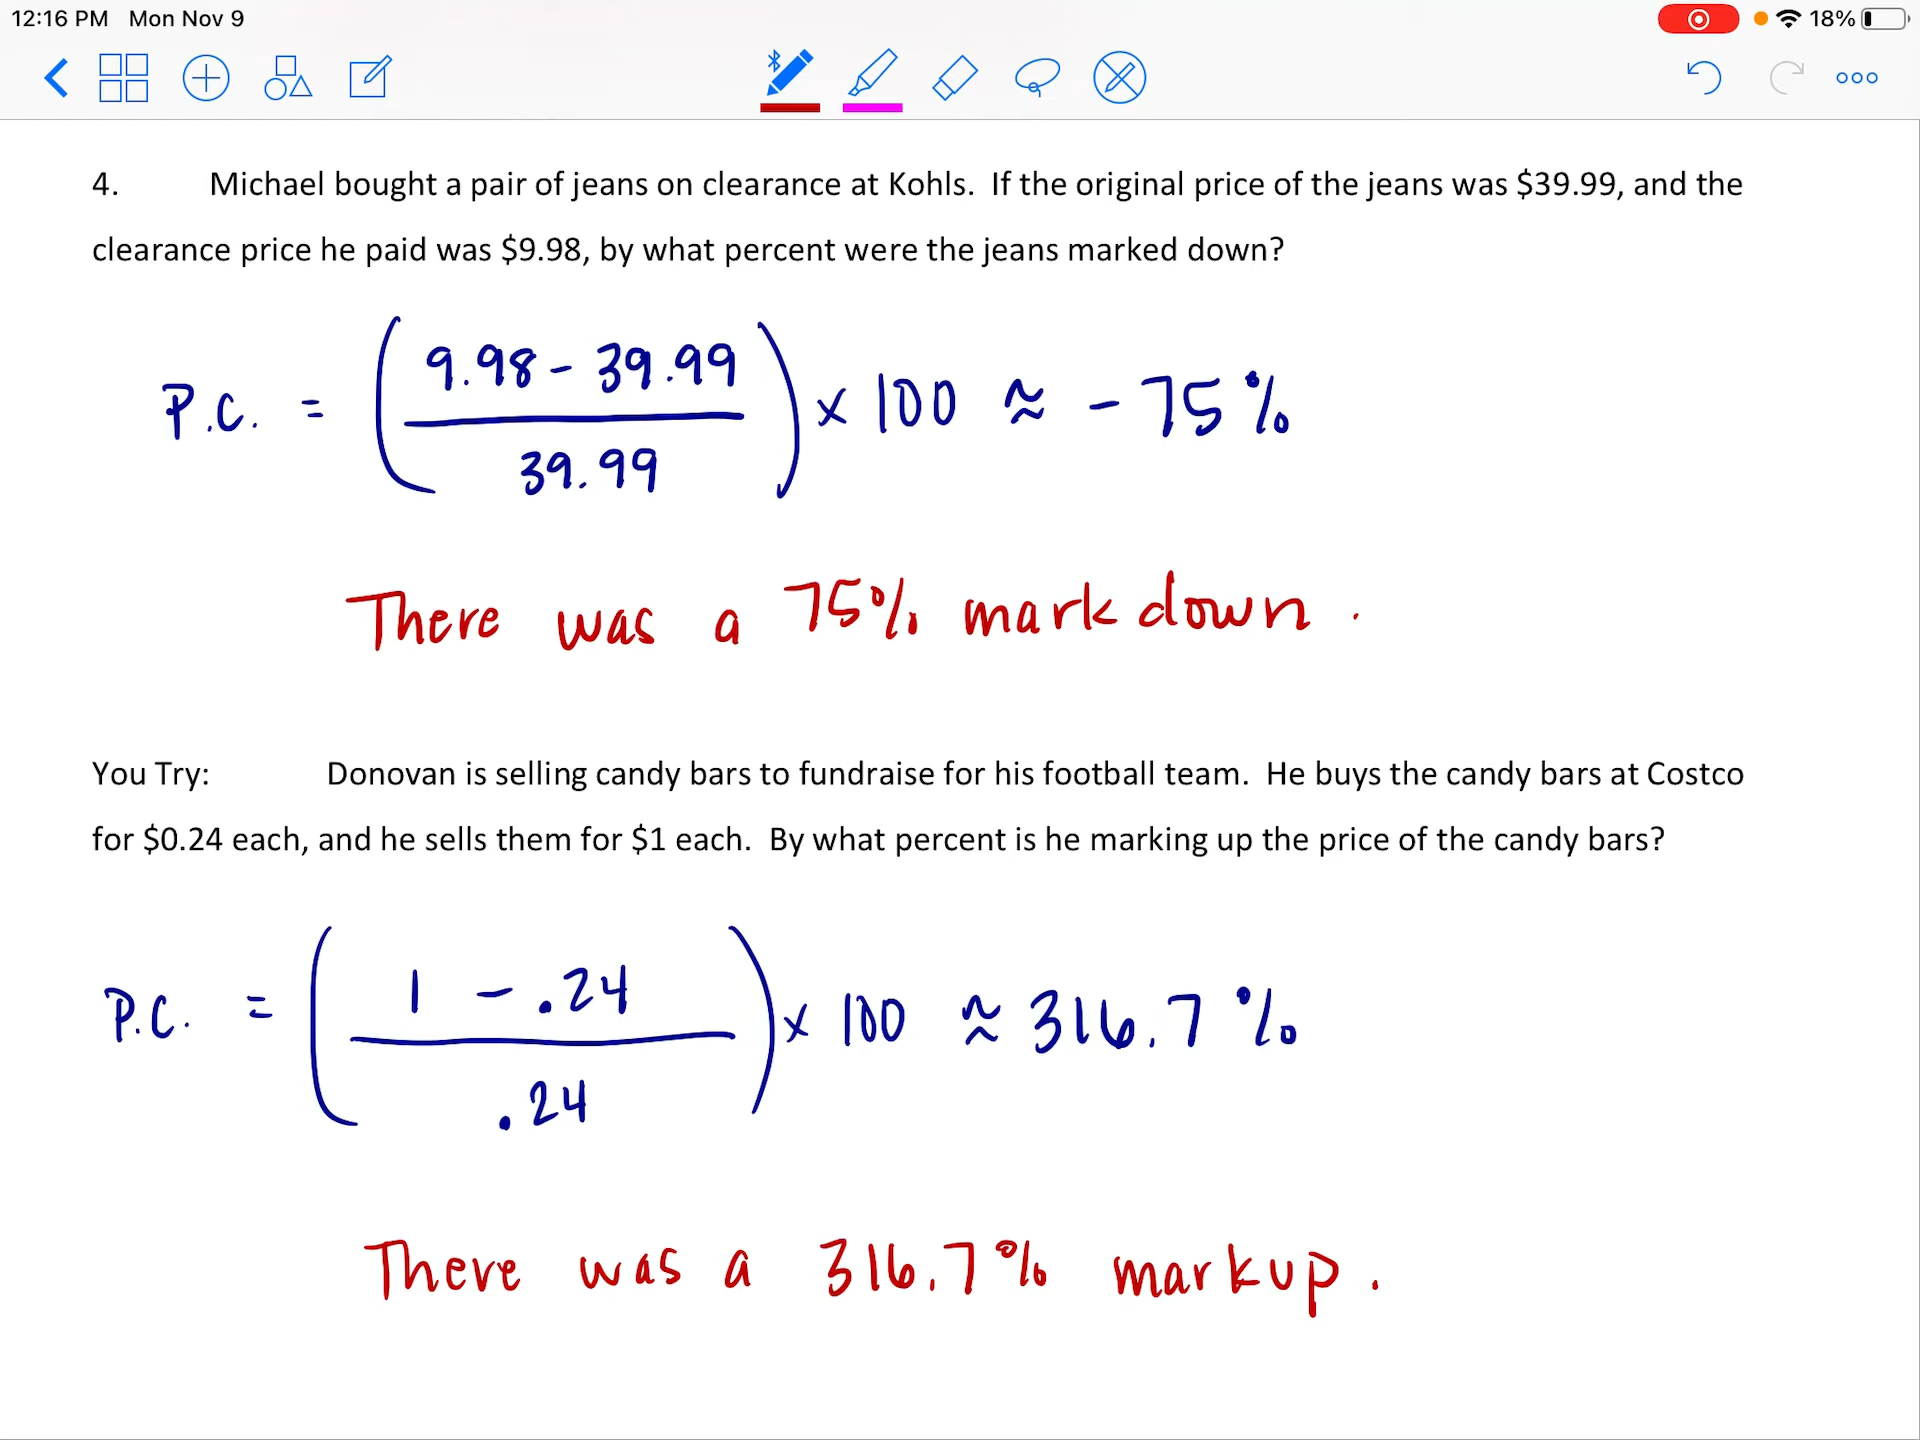 12:16 PM Mon Nov 9 18%
4. Michael bought a pair of jeans on clearance at Kohls. If the original price of the jeans was $39.99, and the
clearance price he paid was $9.98, by what percent were the jeans marked down?
P.C. = (9.98 - 39.99 / 39.99) x 100 ≈ -75%
There was a 75% markdown.
You Try: Donovan is selling candy bars to fundraise for his football team. He buys the candy bars at Costco
for $0.24 each, and he sells them for $1 each. By what percent is he marking up the price of the candy bars?
P.C. = (1 - .24 / .24) x 100 ≈ 316.7%
There was a 316.7% markup.